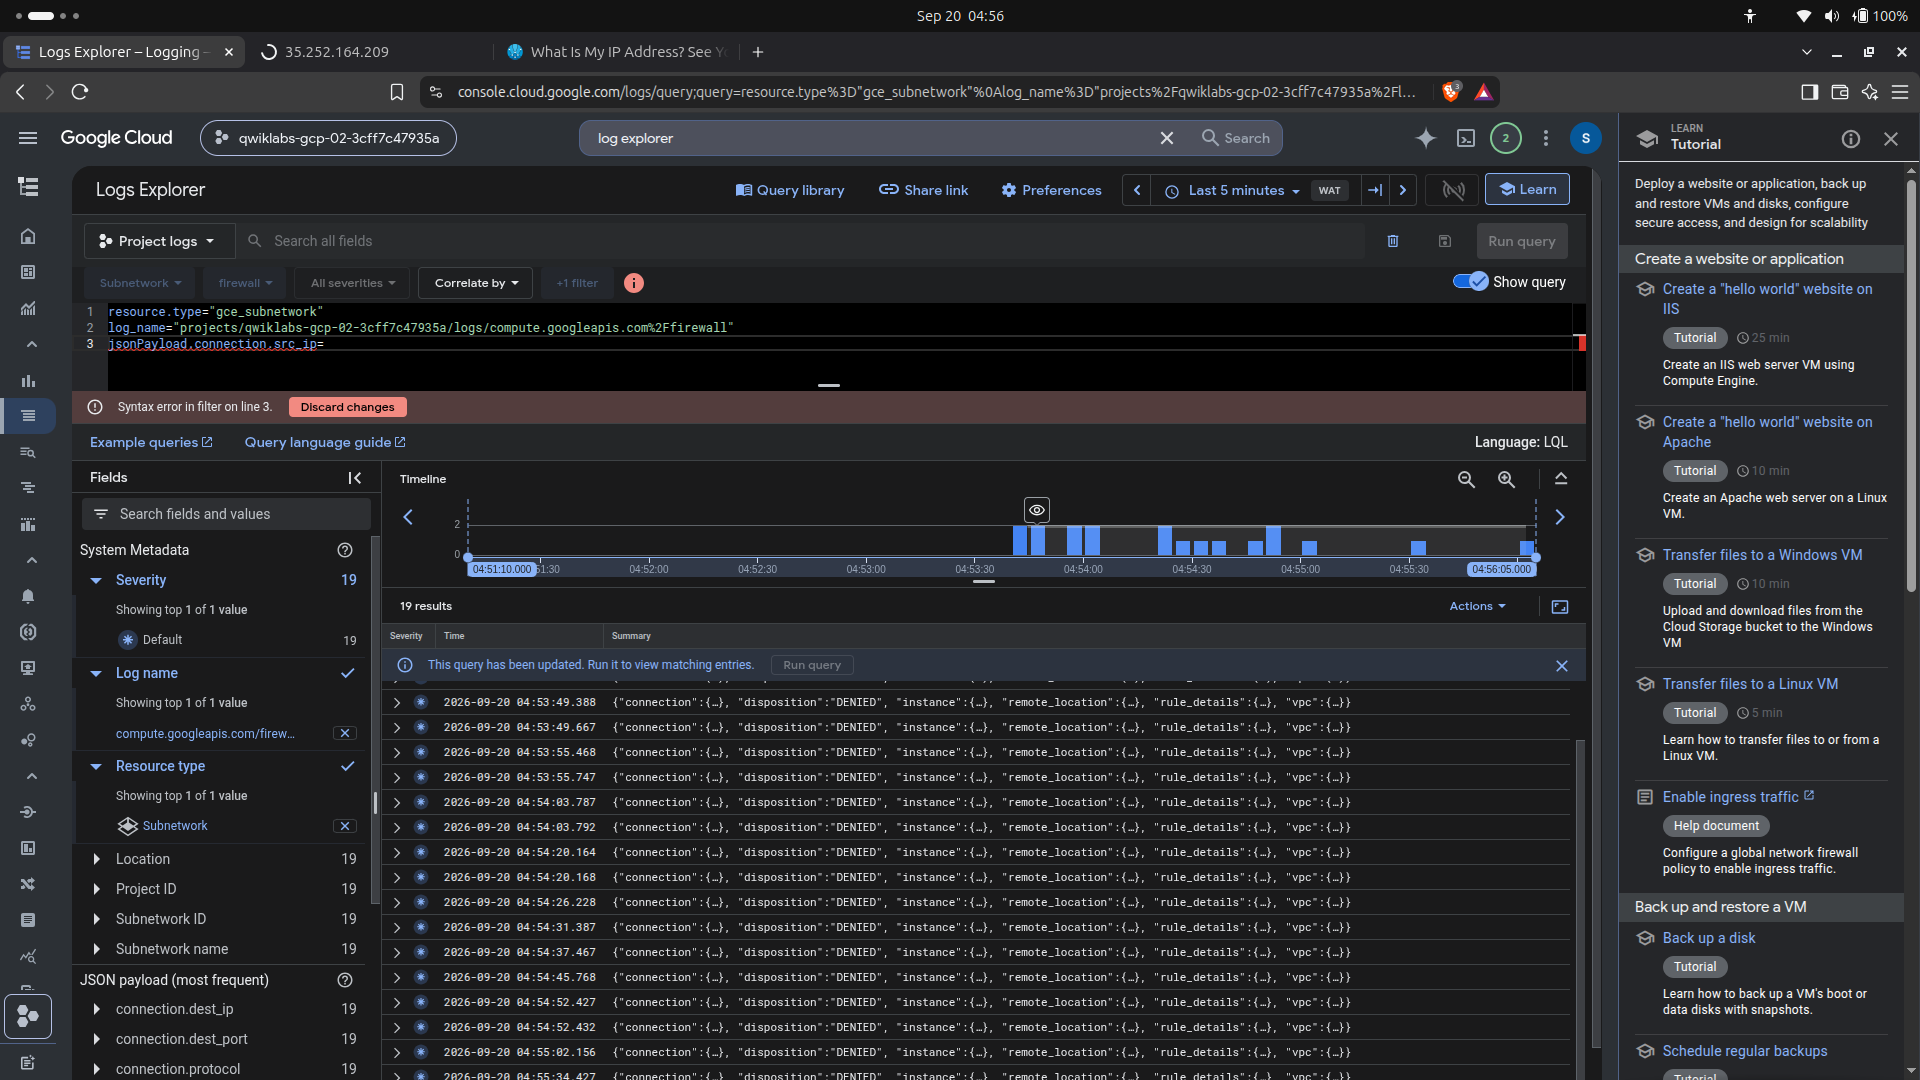 Sep 20 04:56
100%
Logs Explorer – Logging –
35.252.164.209
What Is My IP Address? See Yo
console.cloud.google.com/logs/query;query=resource.type%3D"gce_subnetwork"%0Alog_name%3D"projects%2Fqwiklabs-gcp-02-3cff7c47935a%2Fl...
3
Google Cloud
qwiklabs-gcp-02-3cff7c47935a
log explorer
Search
2
S
LEARN
Tutorial
Logs Explorer
Query library
Share link
Preferences
Last 5 minutes
WAT
Learn
Project logs
Search all fields
Run query
Subnetwork
firewall
All severities
Correlate by
+1 filter
Show query
1 resource.type="gce_subnetwork"
2 log_name="projects/qwiklabs-gcp-02-3cff7c47935a/logs/compute.googleapis.com%2Ffirewall"
3 jsonPayload.connection.src_ip=
Syntax error in filter on line 3.
Discard changes
Example queries
Query language guide
Language: LQL
Fields
Search fields and values
System Metadata
Severity 19
Showing top 1 of 1 value
Default 19
Log name
Showing top 1 of 1 value
compute.googleapis.com/firew...
Resource type
Showing top 1 of 1 value
Subnetwork
Location 19
Project ID 19
Subnetwork ID 19
Subnetwork name 19
JSON payload (most frequent)
connection.dest_ip 19
connection.dest_port 19
connection.protocol 19
Timeline
2
0
04:51:10.000 1:30 04:52:00 04:52:30 04:53:00 04:53:30 04:54:00 04:54:30 04:55:00 04:55:30 04:56:05.000
19 results
Actions
Severity Time Summary
This query has been updated. Run it to view matching entries.
Run query
2026-09-20 04:53:49.388 {"connection":{…}, "disposition":"DENIED", "instance":{…}, "remote_location":{…}, "rule_details":{…}, "vpc":{…}}
2026-09-20 04:53:49.667 {"connection":{…}, "disposition":"DENIED", "instance":{…}, "remote_location":{…}, "rule_details":{…}, "vpc":{…}}
2026-09-20 04:53:55.468 {"connection":{…}, "disposition":"DENIED", "instance":{…}, "remote_location":{…}, "rule_details":{…}, "vpc":{…}}
2026-09-20 04:53:55.747 {"connection":{…}, "disposition":"DENIED", "instance":{…}, "remote_location":{…}, "rule_details":{…}, "vpc":{…}}
2026-09-20 04:54:03.787 {"connection":{…}, "disposition":"DENIED", "instance":{…}, "remote_location":{…}, "rule_details":{…}, "vpc":{…}}
2026-09-20 04:54:03.792 {"connection":{…}, "disposition":"DENIED", "instance":{…}, "remote_location":{…}, "rule_details":{…}, "vpc":{…}}
2026-09-20 04:54:20.164 {"connection":{…}, "disposition":"DENIED", "instance":{…}, "remote_location":{…}, "rule_details":{…}, "vpc":{…}}
2026-09-20 04:54:20.168 {"connection":{…}, "disposition":"DENIED", "instance":{…}, "remote_location":{…}, "rule_details":{…}, "vpc":{…}}
2026-09-20 04:54:26.228 {"connection":{…}, "disposition":"DENIED", "instance":{…}, "remote_location":{…}, "rule_details":{…}, "vpc":{…}}
2026-09-20 04:54:31.387 {"connection":{…}, "disposition":"DENIED", "instance":{…}, "remote_location":{…}, "rule_details":{…}, "vpc":{…}}
2026-09-20 04:54:37.467 {"connection":{…}, "disposition":"DENIED", "instance":{…}, "remote_location":{…}, "rule_details":{…}, "vpc":{…}}
2026-09-20 04:54:45.768 {"connection":{…}, "disposition":"DENIED", "instance":{…}, "remote_location":{…}, "rule_details":{…}, "vpc":{…}}
2026-09-20 04:54:52.427 {"connection":{…}, "disposition":"DENIED", "instance":{…}, "remote_location":{…}, "rule_details":{…}, "vpc":{…}}
2026-09-20 04:54:52.432 {"connection":{…}, "disposition":"DENIED", "instance":{…}, "remote_location":{…}, "rule_details":{…}, "vpc":{…}}
2026-09-20 04:55:02.156 {"connection":{…}, "disposition":"DENIED", "instance":{…}, "remote_location":{…}, "rule_details":{…}, "vpc":{…}}
2026-09-20 04:55:34.427 {"connection":{…}, "disposition":"DENIED", "instance":{…}, "remote_location":{…}, "rule_details":{…}, "vpc":{…}}
Deploy a website or application, back up
and restore VMs and disks, configure
secure access, and design for scalability
Create a website or application
Create a "hello world" website on
IIS
Tutorial 25 min
Create an IIS web server VM using
Compute Engine.
Create a "hello world" website on
Apache
Tutorial 10 min
Create an Apache web server on a Linux
VM.
Transfer files to a Windows VM
Tutorial 10 min
Upload and download files from the
Cloud Storage bucket to the Windows
VM
Transfer files to a Linux VM
Tutorial 5 min
Learn how to transfer files to or from a
Linux VM.
Enable ingress traffic
Help document
Configure a global network firewall
policy to enable ingress traffic.
Back up and restore a VM
Back up a disk
Tutorial
Learn how to back up a VM's boot or
data disks with snapshots.
Schedule regular backups
Tutorial